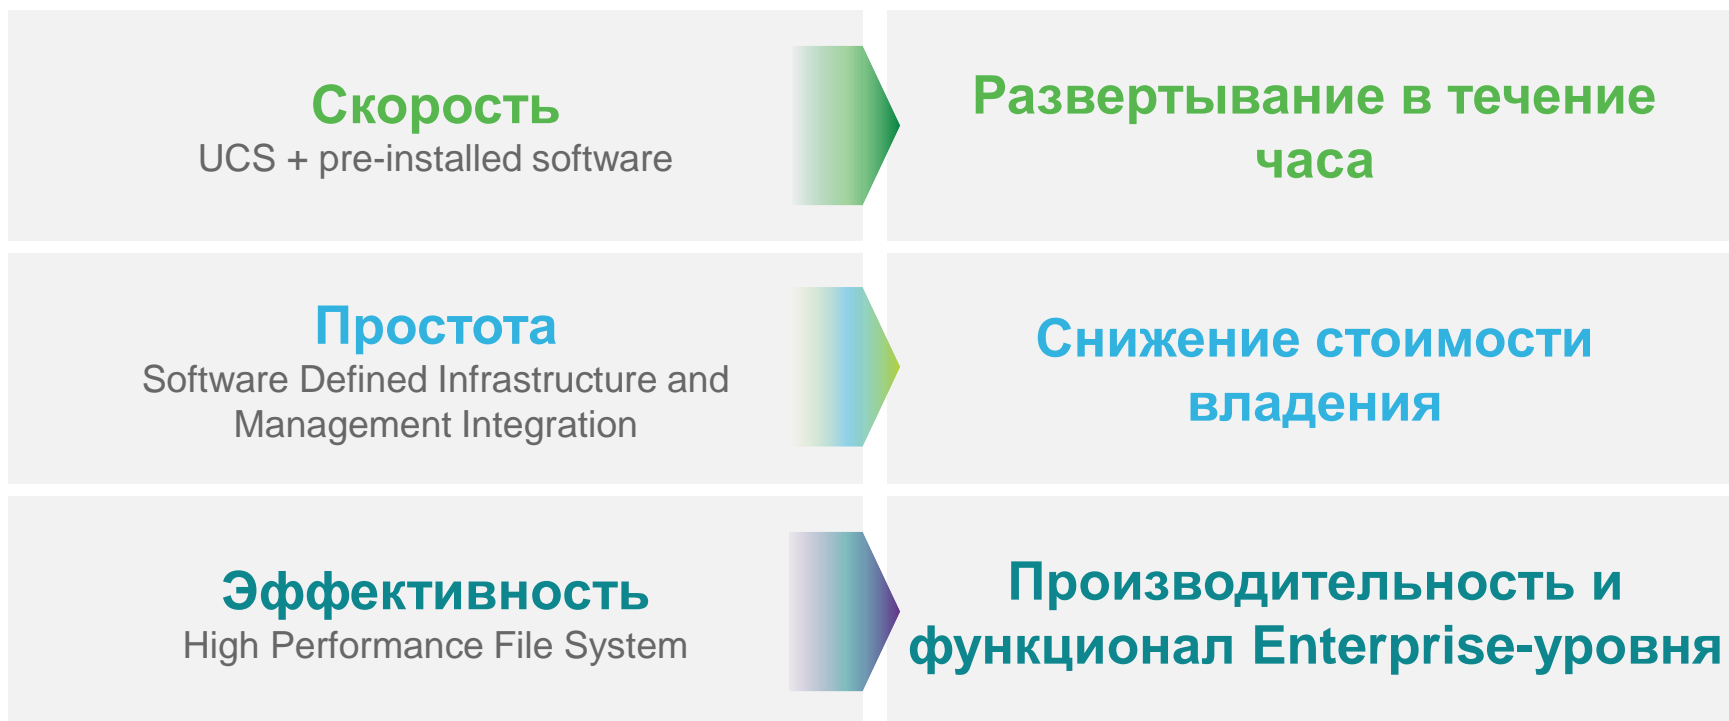 Скорость
UCS + pre-installed software
Развертывание в течение
часа
Простота
Software Defined Infrastructure and
Management Integration
Снижение стоимости
владения
Эффективность
High Performance File System
Производительность и
функционал Enterprise-уровня